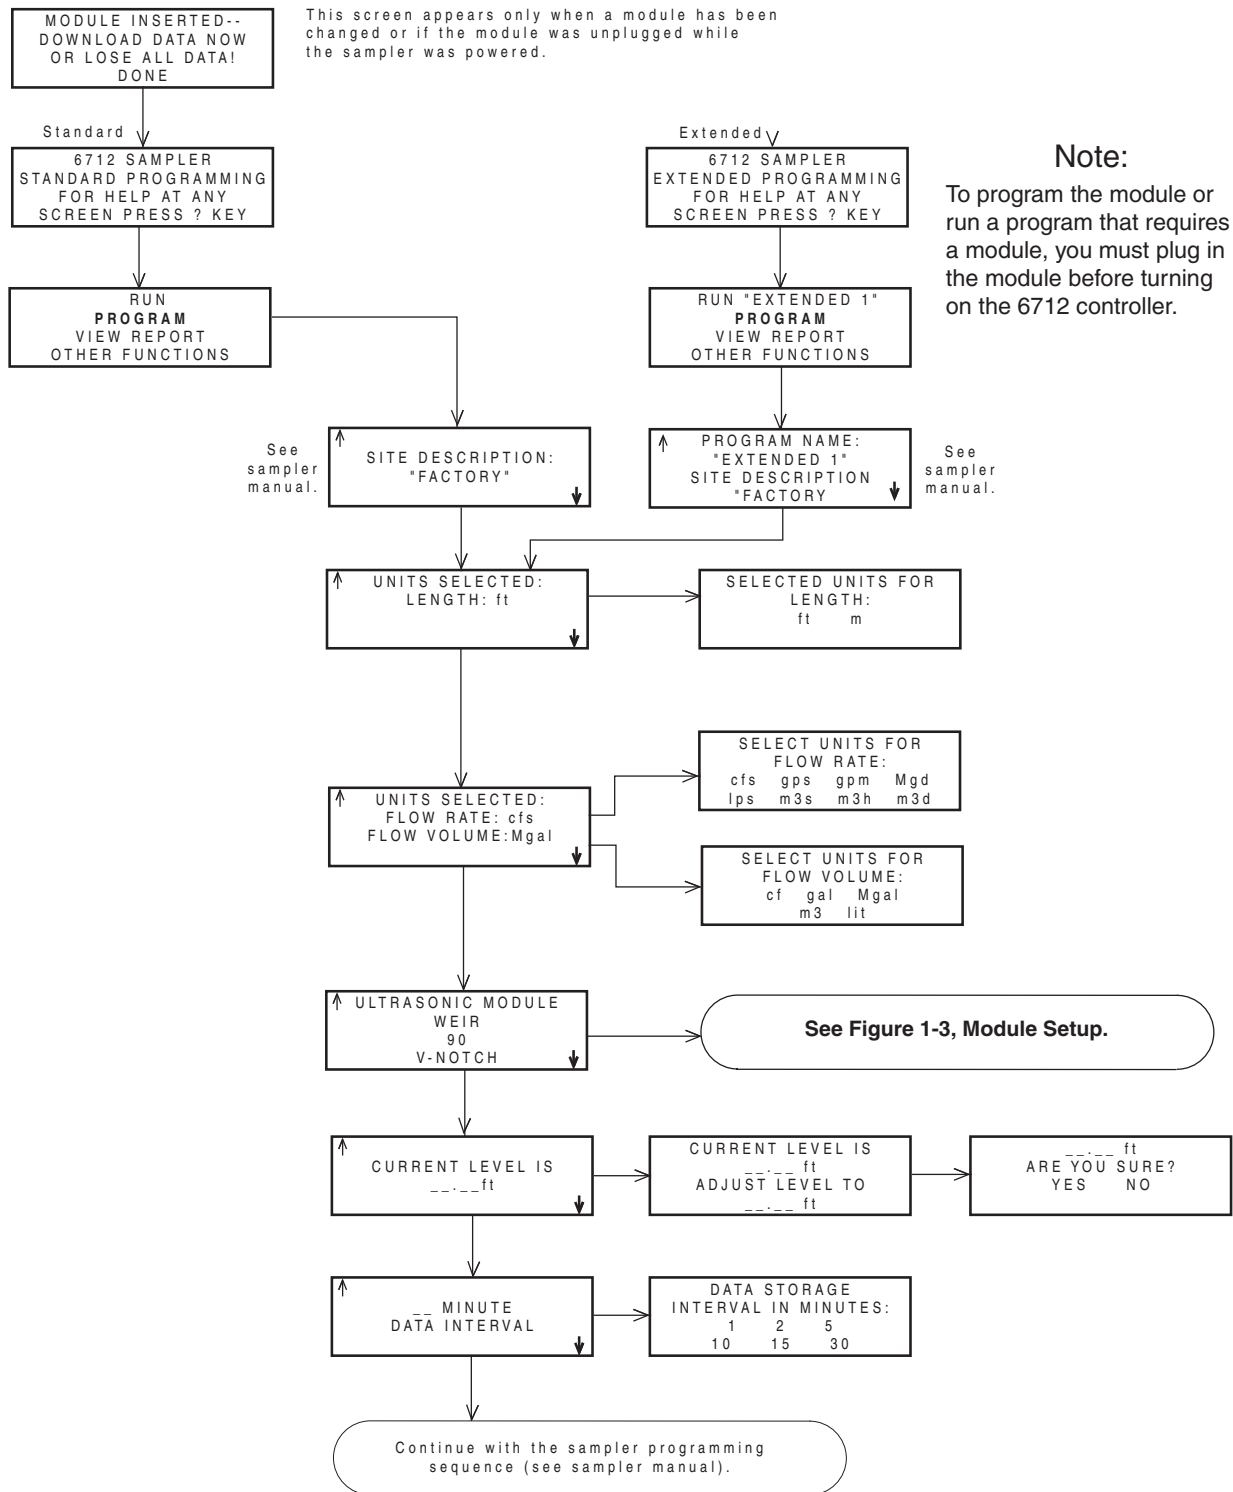 MODULE INSERTED--
DOWNLOAD DATA NOW
OR LOSE ALL DATA!
DONE
This screen appears only when a module has been
changed or if the module was unplugged while
the sampler was powered.
Standard
6712 SAMPLER
STANDARD PROGRAMMING
FOR HELP AT ANY
SCREEN PRESS ? KEY
Extended
6712 SAMPLER
EXTENDED PROGRAMMING
FOR HELP AT ANY
SCREEN PRESS ? KEY
Note:
To program the module or
run a program that requires
a module, you must plug in
the module before turning
on the 6712 controller.
RUN
PROGRAM
VIEW REPORT
OTHER FUNCTIONS
RUN "EXTENDED 1"
PROGRAM
VIEW REPORT
OTHER FUNCTIONS
See
sampler
manual.
SITE DESCRIPTION:
"FACTORY"
PROGRAM NAME:
"EXTENDED 1"
SITE DESCRIPTION
"FACTORY
See
sampler
manual.
UNITS SELECTED:
LENGTH: ft
SELECTED UNITS FOR
LENGTH:
ft m
UNITS SELECTED:
FLOW RATE: cfs
FLOW VOLUME:Mgal
SELECT UNITS FOR
FLOW RATE:
cfs gps gpm Mgd
lps m3s m3h m3d
SELECT UNITS FOR
FLOW VOLUME:
cf gal Mgal
m3 lit
ULTRASONIC MODULE
WEIR
90
V-NOTCH
See Figure 1-3, Module Setup.
CURRENT LEVEL IS
__.__ft
CURRENT LEVEL IS
__.__ ft
ADJUST LEVEL TO
__.__ ft
__.__ ft
ARE YOU SURE?
YES NO
__ MINUTE
DATA INTERVAL
DATA STORAGE
INTERVAL IN MINUTES:
1 2 5
10 15 30
Continue with the sampler programming
sequence (see sampler manual).